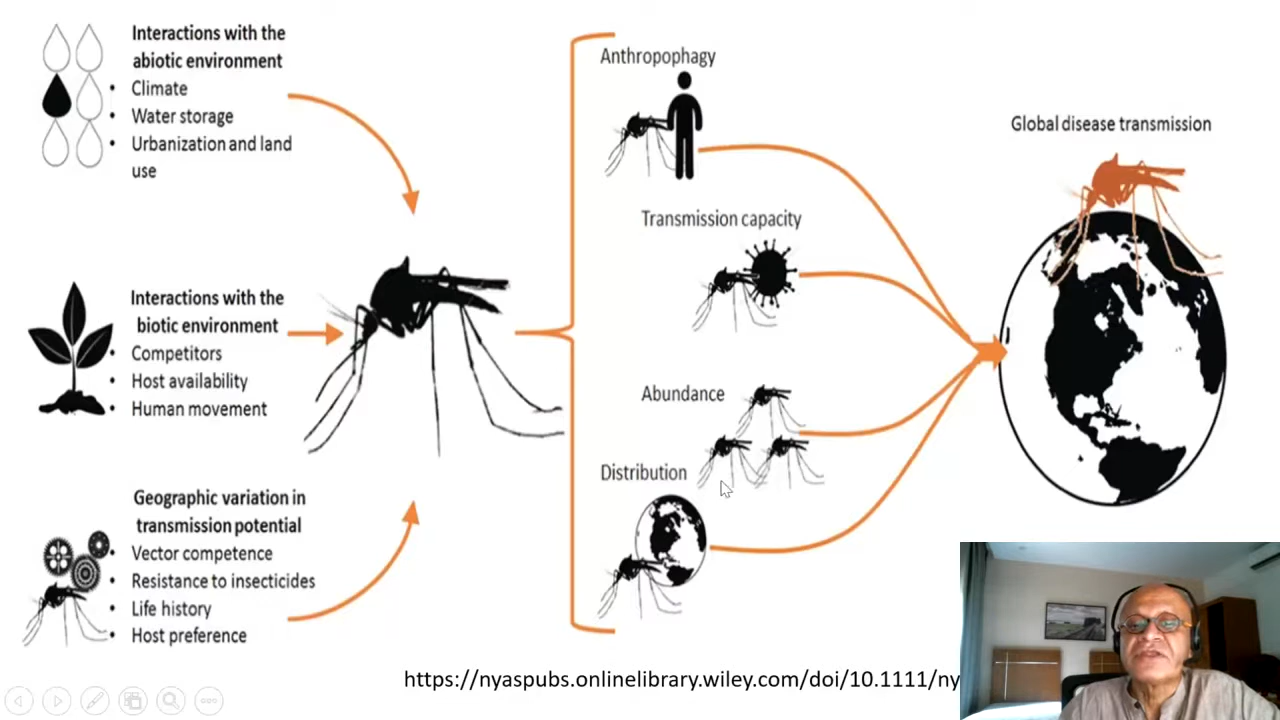 Interactions with the
abiotic environment
• Climate
• Water storage
• Urbanization and land
use
Interactions with the
biotic environment
• Competitors
• Host availability
• Human movement
Geographic variation in
transmission potential
• Vector competence
• Resistance to insecticides
• Life history
• Host preference
Anthropophagy
Transmission capacity
Abundance
Distribution
Global disease transmission
https://nyaspubs.onlinelibrary.wiley.com/doi/10.1111/ny